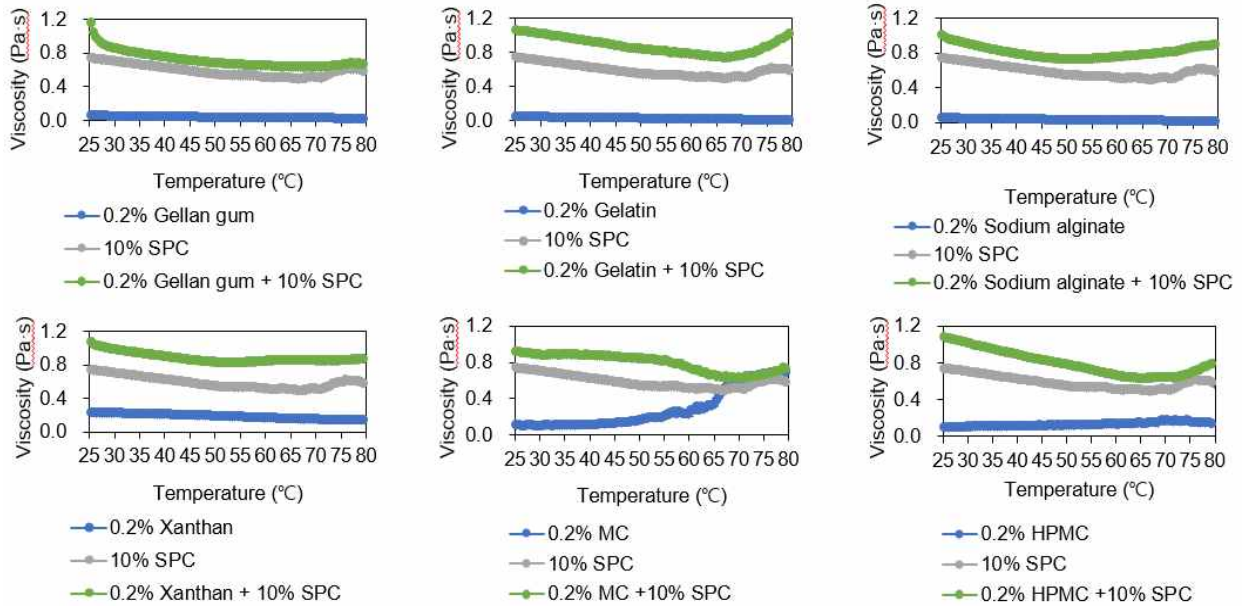 Viscosity (Pa·s)
1.2
0.8
0.4
0.0
25 30 35 40 45 50 55 60 65 70 75 80
Temperature (℃)
0.2% Gellan gum
10% SPC
0.2% Gellan gum + 10% SPC
Viscosity (Pa·s)
1.2
0.8
0.4
0.0
25 30 35 40 45 50 55 60 65 70 75 80
Temperature (℃)
0.2% Gelatin
10% SPC
0.2% Gelatin + 10% SPC
Viscosity (Pa·s)
1.2
0.8
0.4
0.0
25 30 35 40 45 50 55 60 65 70 75 80
Temperature (℃)
0.2% Sodium alginate
10% SPC
0.2% Sodium alginate + 10% SPC
Viscosity (Pa·s)
1.2
0.8
0.4
0.0
25 30 35 40 45 50 55 60 65 70 75 80
Temperature (℃)
0.2% Xanthan
10% SPC
0.2% Xanthan + 10% SPC
Viscosity (Pa·s)
1.2
0.8
0.4
0.0
25 30 35 40 45 50 55 60 65 70 75 80
Temperature (℃)
0.2% MC
10% SPC
0.2% MC +10% SPC
Viscosity (Pa·s)
1.2
0.8
0.4
0.0
25 30 35 40 45 50 55 60 65 70 75 80
Temperature (℃)
0.2% HPMC
10% SPC
0.2% HPMC +10% SPC